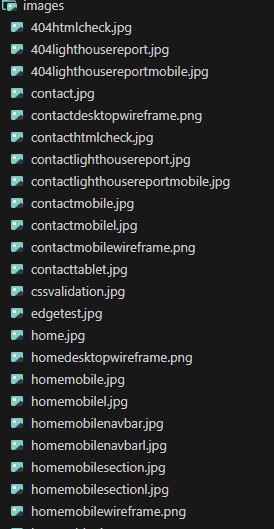 images
404htmlcheck.jpg
404lighthousereport.jpg
404lighthousereportmobile.jpg
contact.jpg
contactdesktopwireframe.png
contacthtmlcheck.jpg
contactlighthousereport.jpg
contactlighthousereportmobile.jpg
contactmobile.jpg
contactmobilel.jpg
contactmobilewireframe.png
contacttablet.jpg
cssvalidation.jpg
edgetest.jpg
home.jpg
homedesktopwireframe.png
homemobile.jpg
homemobilel.jpg
homemobilenavbar.jpg
homemobilenavbarl.jpg
homemobilesection.jpg
homemobilesectionl.jpg
homemobilewireframe.png